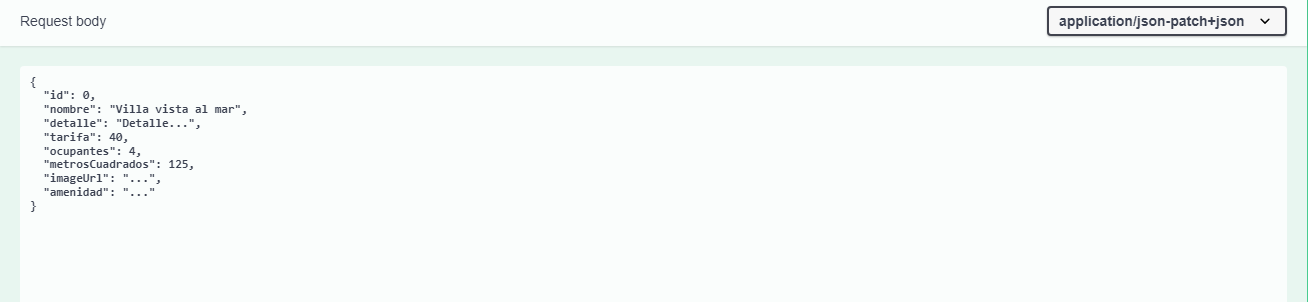 Request body
application/json-patch+json
{
"id": 0,
"nombre": "Villa vista al mar",
"detalle": "Detalle...",
"tarifa": 40,
"ocupantes": 4,
"metrosCuadrados": 125,
"imageUrl": "...",
"amenidad": "..."
}